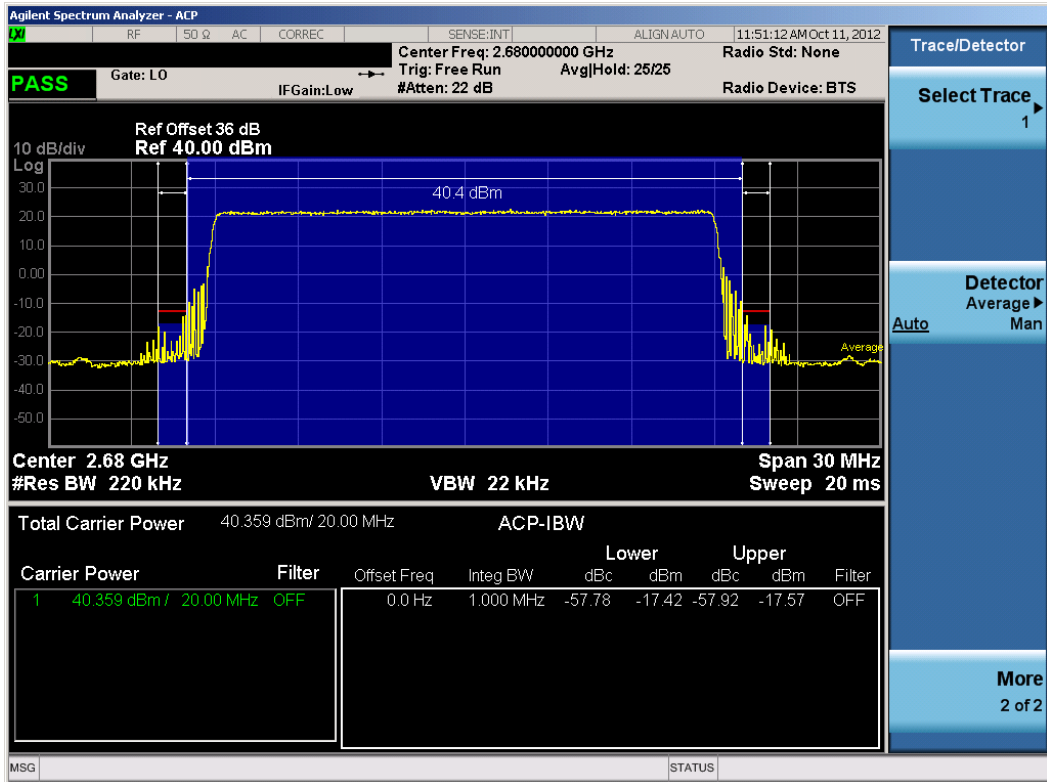 Agilent Spectrum Analyzer - ACP
LXI RF 50 Ω AC CORREC SENSE:INT ALIGN AUTO 11:51:12 AM Oct 11, 2012
Center Freq: 2.680000000 GHz Radio Std: None
Trig: Free Run Avg|Hold: 25/25
PASS Gate: LO IFGain:Low #Atten: 22 dB Radio Device: BTS
Ref Offset 36 dB
10 dB/div Ref 40.00 dBm
Log
30.0
40.4 dBm
20.0
10.0
0.00
-10.0
-20.0
Average
-30.0
-40.0
-50.0
Center 2.68 GHz Span 30 MHz
#Res BW 220 kHz VBW 22 kHz Sweep 20 ms
Total Carrier Power 40.359 dBm/ 20.00 MHz ACP-IBW
Lower Upper
Carrier Power Filter Offset Freq Integ BW dBc dBm dBc dBm Filter
1 40.359 dBm / 20.00 MHz OFF 0.0 Hz 1.000 MHz -57.78 -17.42 -57.92 -17.57 OFF
Trace/Detector
Select Trace
1
Detector
Average
Auto Man
More
2 of 2
MSG STATUS